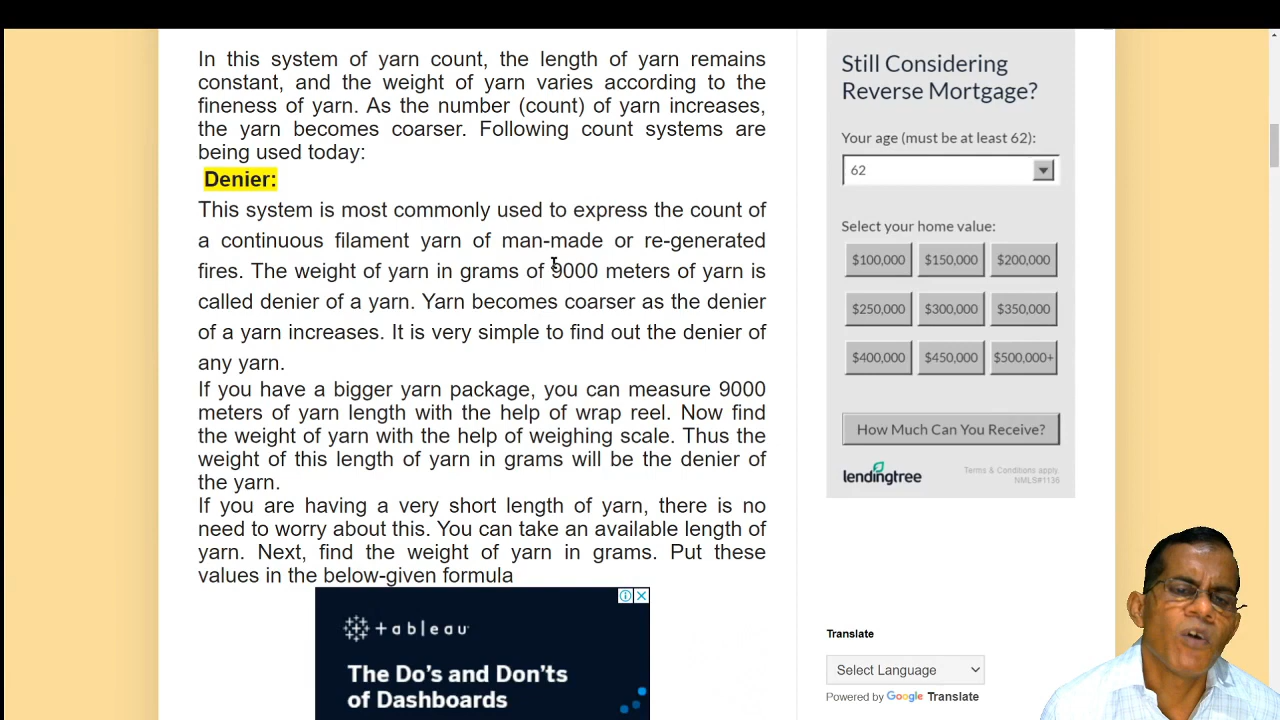 In this system of yarn count, the length of yarn remains
constant, and the weight of yarn varies according to the
fineness of yarn. As the number (count) of yarn increases,
the yarn becomes coarser. Following count systems are
being used today:
Denier:
This system is most commonly used to express the count of
a continuous filament yarn of man-made or re-generated
fires. The weight of yarn in grams of 9000 meters of yarn is
called denier of a yarn. Yarn becomes coarser as the denier
of a yarn increases. It is very simple to find out the denier of
any yarn.
If you have a bigger yarn package, you can measure 9000
meters of yarn length with the help of wrap reel. Now find
the weight of yarn with the help of weighing scale. Thus the
weight of this length of yarn in grams will be the denier of
the yarn.
If you are having a very short length of yarn, there is no
need to worry about this. You can take an available length of
yarn. Next, find the weight of yarn in grams. Put these
values in the below-given formula
+ a b l e a u
The Do's and Don'ts
of Dashboards
Still Considering
Reverse Mortgage?
Your age (must be at least 62):
62
Select your home value:
$100,000 $150,000 $200,000
$250,000 $300,000 $350,000
$400,000 $450,000 $500,000+
How Much Can You Receive?
lendingtree
Terms & Conditions apply.
NMLS#1136
Translate
Select Language
Powered by Google Translate